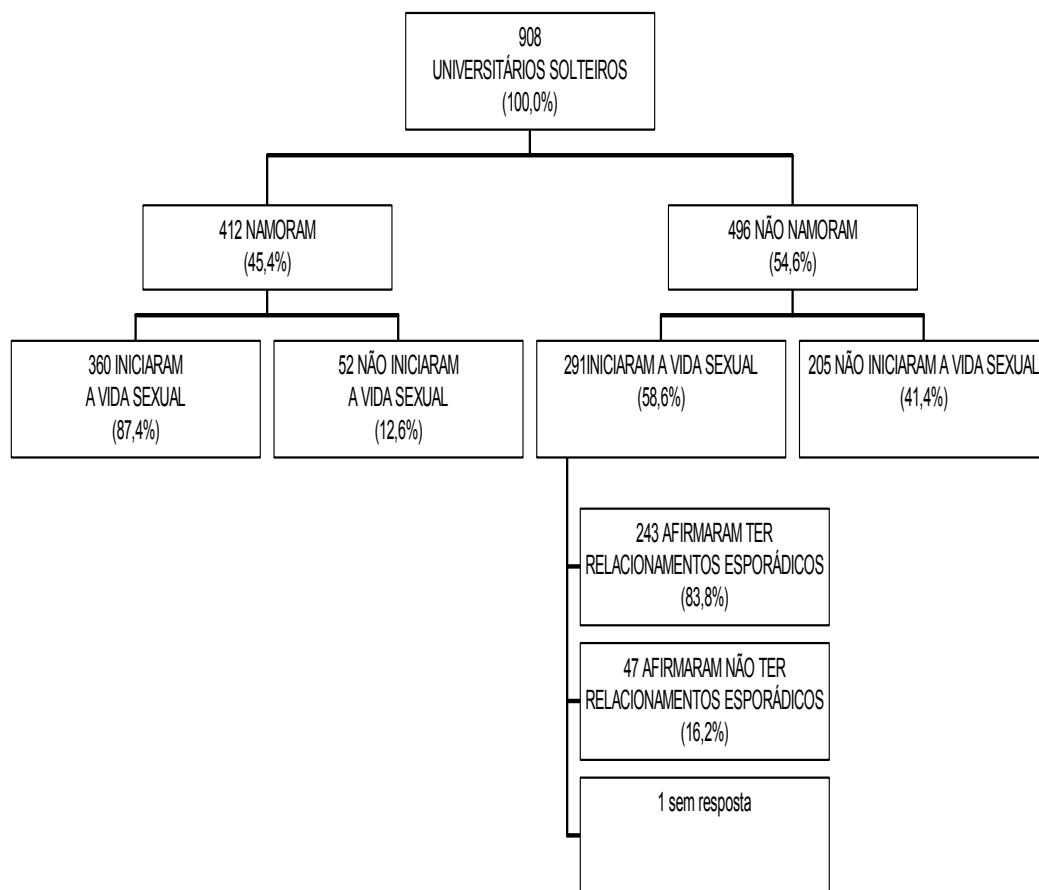 908
UNIVERSITÁRIOS SOLTEIROS
(100,0%)
412 NAMORAM
(45,4%)
496 NÃO NAMORAM
(54,6%)
360 INICIARAM
A VIDA SEXUAL
(87,4%)
52 NÃO INICIARAM
A VIDA SEXUAL
(12,6%)
291INICIARAM A VIDA SEXUAL
(58,6%)
205 NÃO INICIARAM A VIDA SEXUAL
(41,4%)
243 AFIRMARAM TER
RELACIONAMENTOS ESPORÁDICOS
(83,8%)
47 AFIRMARAM NÃO TER
RELACIONAMENTOS ESPORÁDICOS
(16,2%)
1 sem resposta